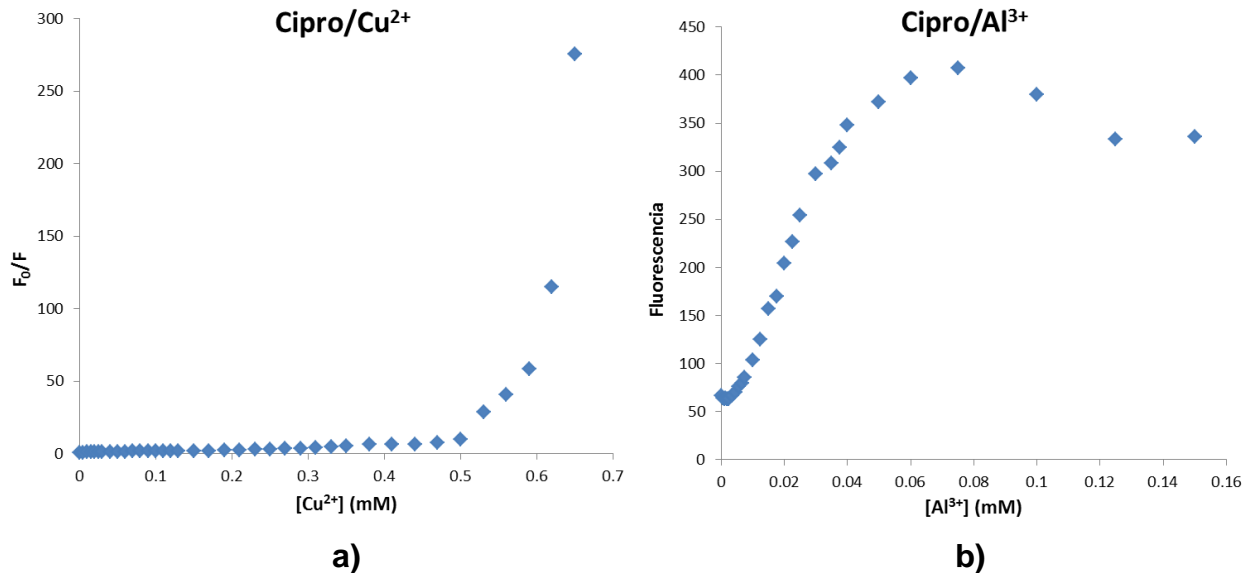 Cipro/Cu²⁺
300
250
200
150
100
50
0
F₀/F
0 0.1 0.2 0.3 0.4 0.5 0.6 0.7
[Cu²⁺] (mM)
a)
Cipro/Al³⁺
450
400
350
300
250
200
150
100
50
0
Fluorescencia
0 0.02 0.04 0.06 0.08 0.1 0.12 0.14 0.16
[Al³⁺] (mM)
b)